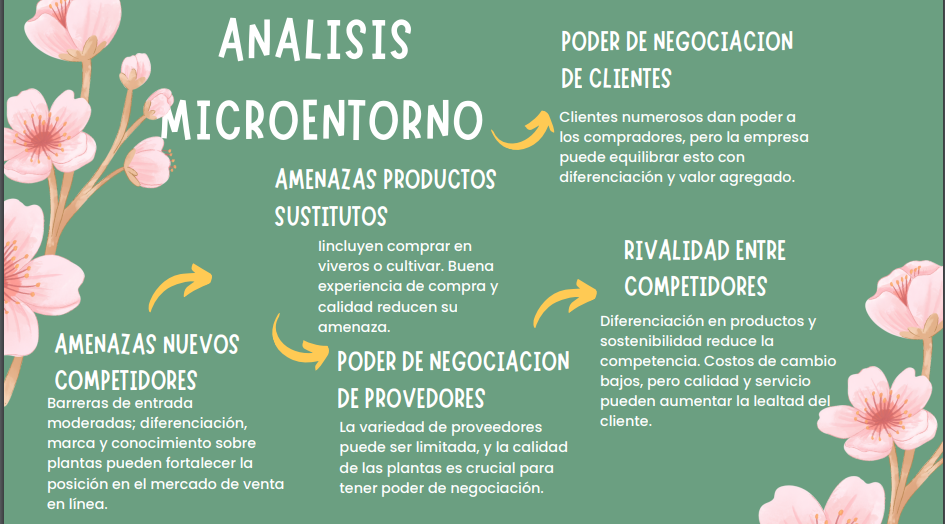 ANALISIS
MICROENTORNO
PODER DE NEGOCIACION
DE CLIENTES
Clientes numerosos dan poder a
los compradores, pero la empresa
puede equilibrar esto con
diferenciación y valor agregado.
AMENAZAS PRODUCTOS
SUSTITUTOS
Iincluyen comprar en
viveros o cultivar. Buena
experiencia de compra y
calidad reducen su
amenaza.
RIVALIDAD ENTRE
COMPETIDORES
Diferenciación en productos y
sostenibilidad reduce la
competencia. Costos de cambio
bajos, pero calidad y servicio
pueden aumentar la lealtad del
cliente.
AMENAZAS NUEVOS
COMPETIDORES
Barreras de entrada
moderadas; diferenciación,
marca y conocimiento sobre
plantas pueden fortalecer la
posición en el mercado de venta
en línea.
PODER DE NEGOCIACION
DE PROVEDORES
La variedad de proveedores
puede ser limitada, y la calidad
de las plantas es crucial para
tener poder de negociación.